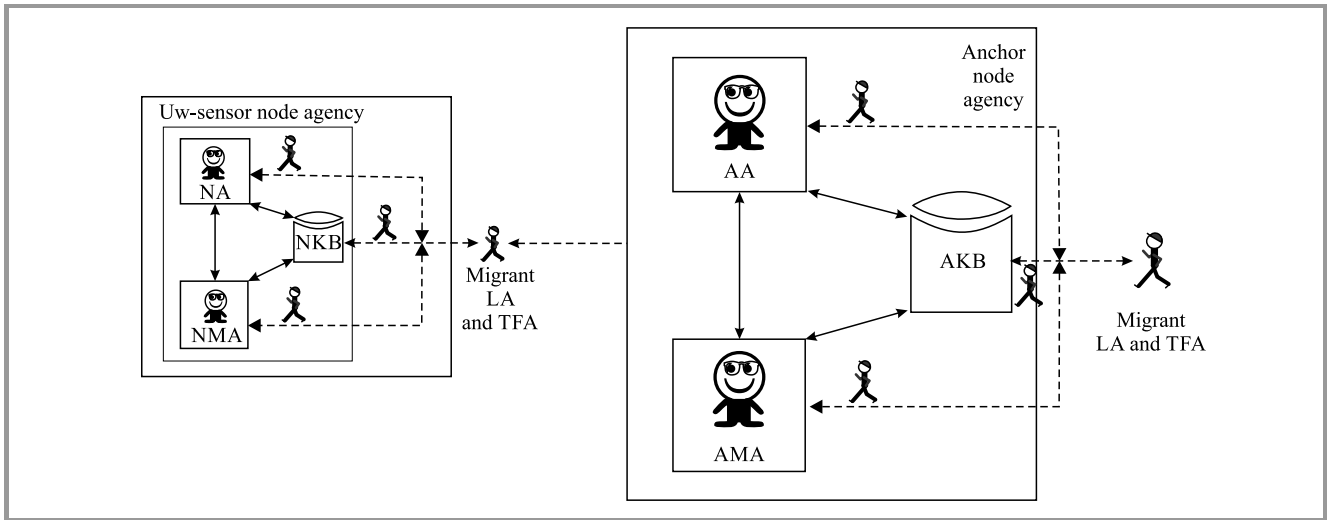 Uw-sensor node agency
NA
NKB
NMA
Migrant
LA
and TFA
Anchor
node
agency
AA
AKB
AMA
Migrant
LA and TFA